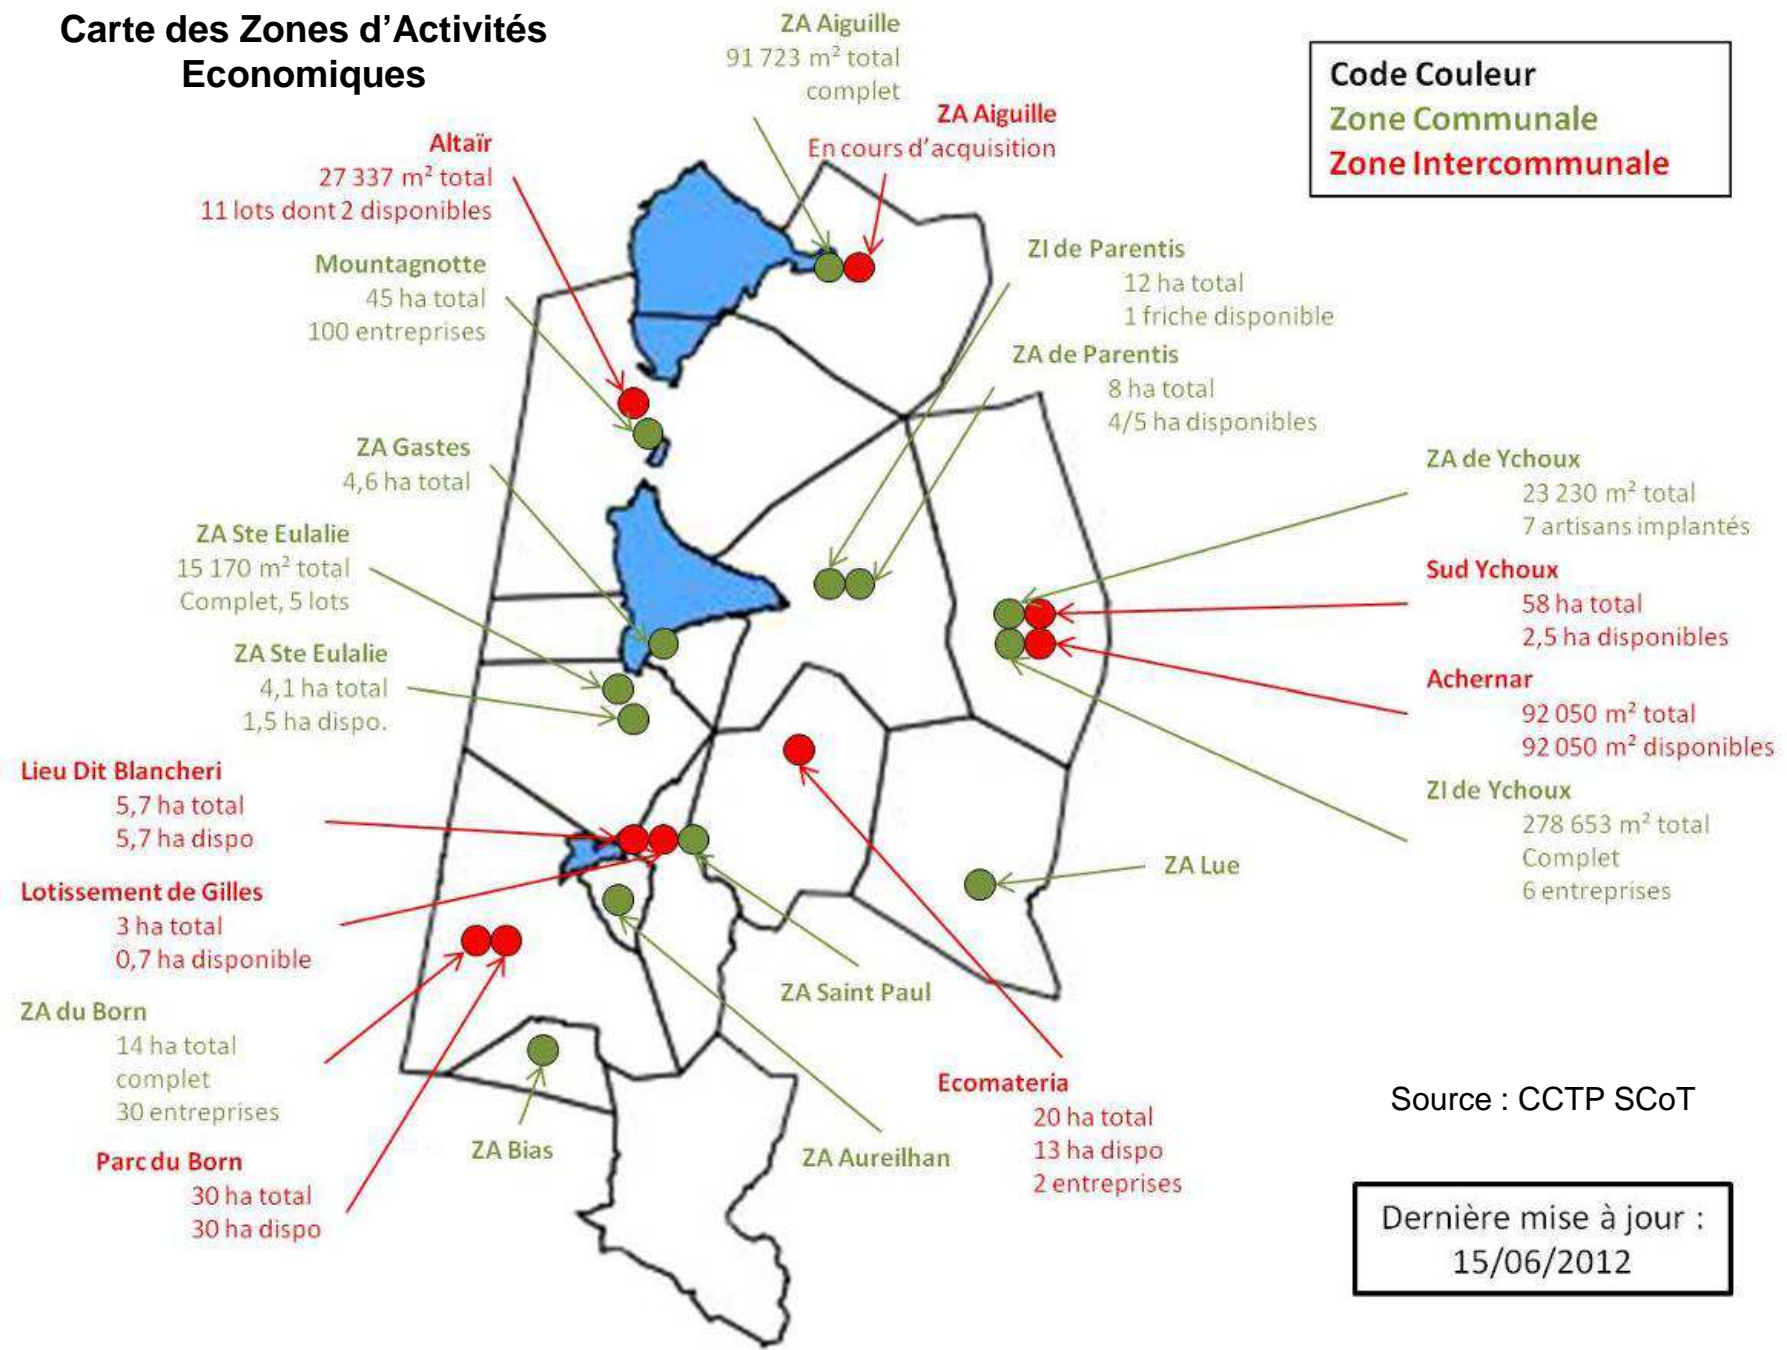 Carte des Zones d’Activités
Economiques
ZA Aiguille
91 723 m² total
complet
ZA Aiguille
En cours d’acquisition
Code Couleur
Zone Communale
Zone Intercommunale
Altaïr
27 337 m² total
11 lots dont 2 disponibles
Mountagnotte
45 ha total
100 entreprises
ZI de Parentis
12 ha total
1 friche disponible
ZA de Parentis
8 ha total
4/5 ha disponibles
ZA Gastes
4,6 ha total
ZA Ste Eulalie
15 170 m² total
Complet, 5 lots
ZA Ste Eulalie
4,1 ha total
1,5 ha dispo.
ZA de Ychoux
23 230 m² total
7 artisans implantés
Sud Ychoux
58 ha total
2,5 ha disponibles
Achernar
92 050 m² total
92 050 m² disponibles
ZI de Ychoux
278 653 m² total
Complet
6 entreprises
Lieu Dit Blancheri
5,7 ha total
5,7 ha dispo
Lotissement de Gilles
3 ha total
0,7 ha disponible
ZA du Born
14 ha total
complet
30 entreprises
Parc du Born
30 ha total
30 ha dispo
ZA Lue
ZA Saint Paul
ZA Bias
ZA Aureilhan
Ecomateria
20 ha total
13 ha dispo
2 entreprises
Source : CCTP SCoT
Dernière mise à jour :
15/06/2012